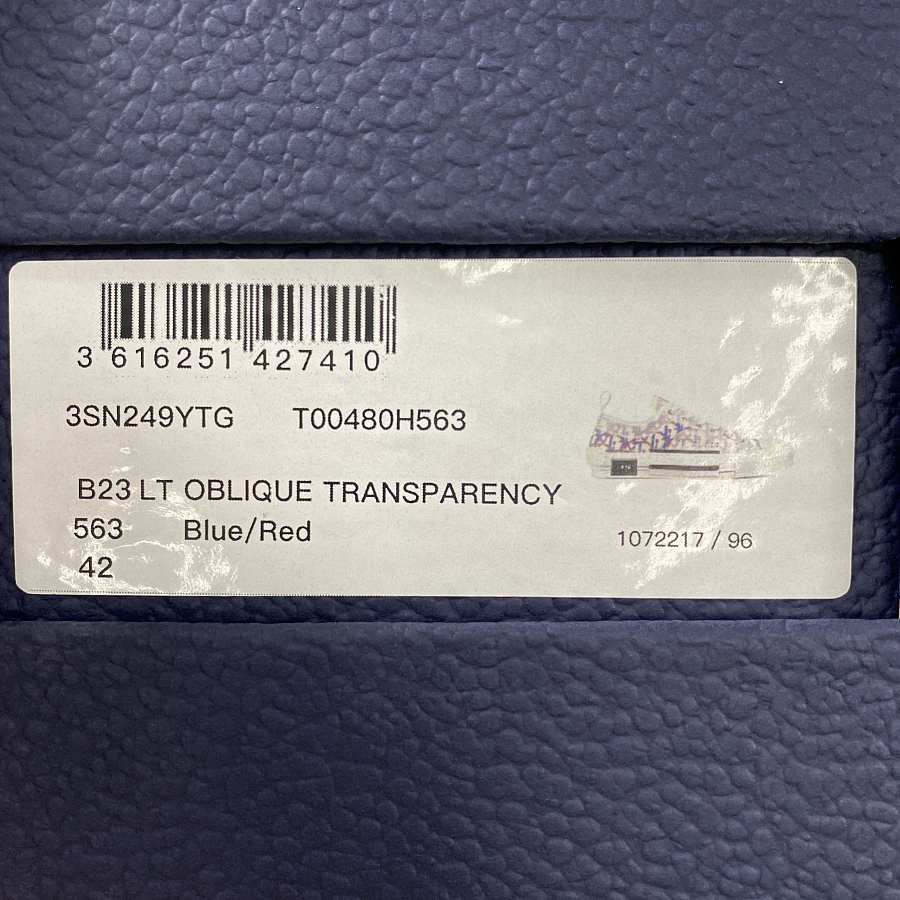 3 616251 427410
3SN249YTG T00480H563
B23 LT OBLIQUE TRANSPARENCY
563 Blue/Red
42
1072217 / 96